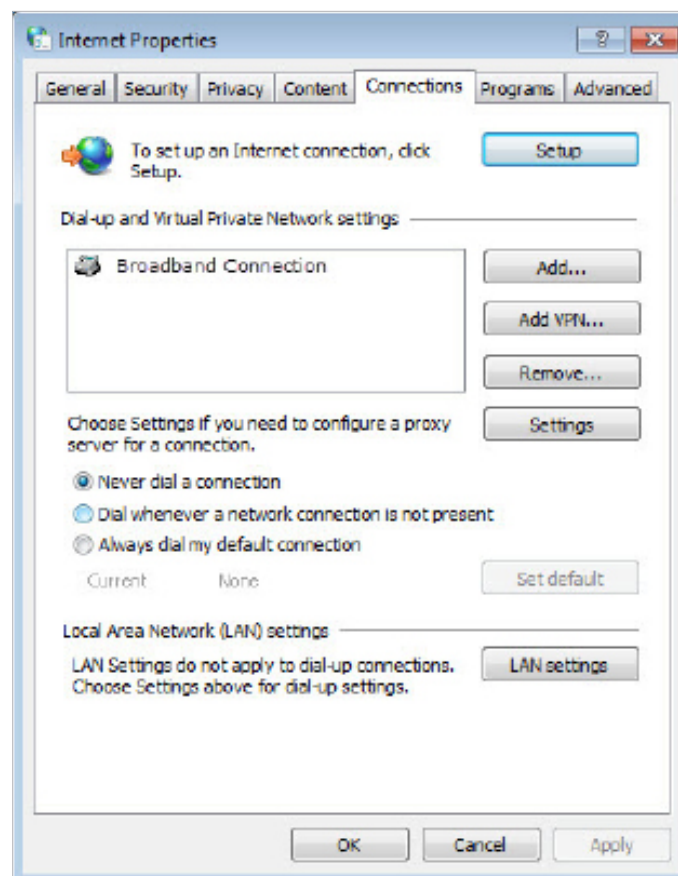 Internet Properties
General Security Privacy Content Connections Programs Advanced
To set up an Internet connection, click Setup
Setup.
Dial-up and Virtual Private Network settings
Broadband Connection Add...
Add VPN...
Remove...
Choose Settings if you need to configure a proxy Settings
server for a connection.
Never dial a connection
Dial whenever a network connection is not present
Always dial my default connection
Current None Set default
Local Area Network (LAN) settings
LAN Settings do not apply to dial-up connections. LAN settings
Choose Settings above for dial-up settings.
OK Cancel Apply